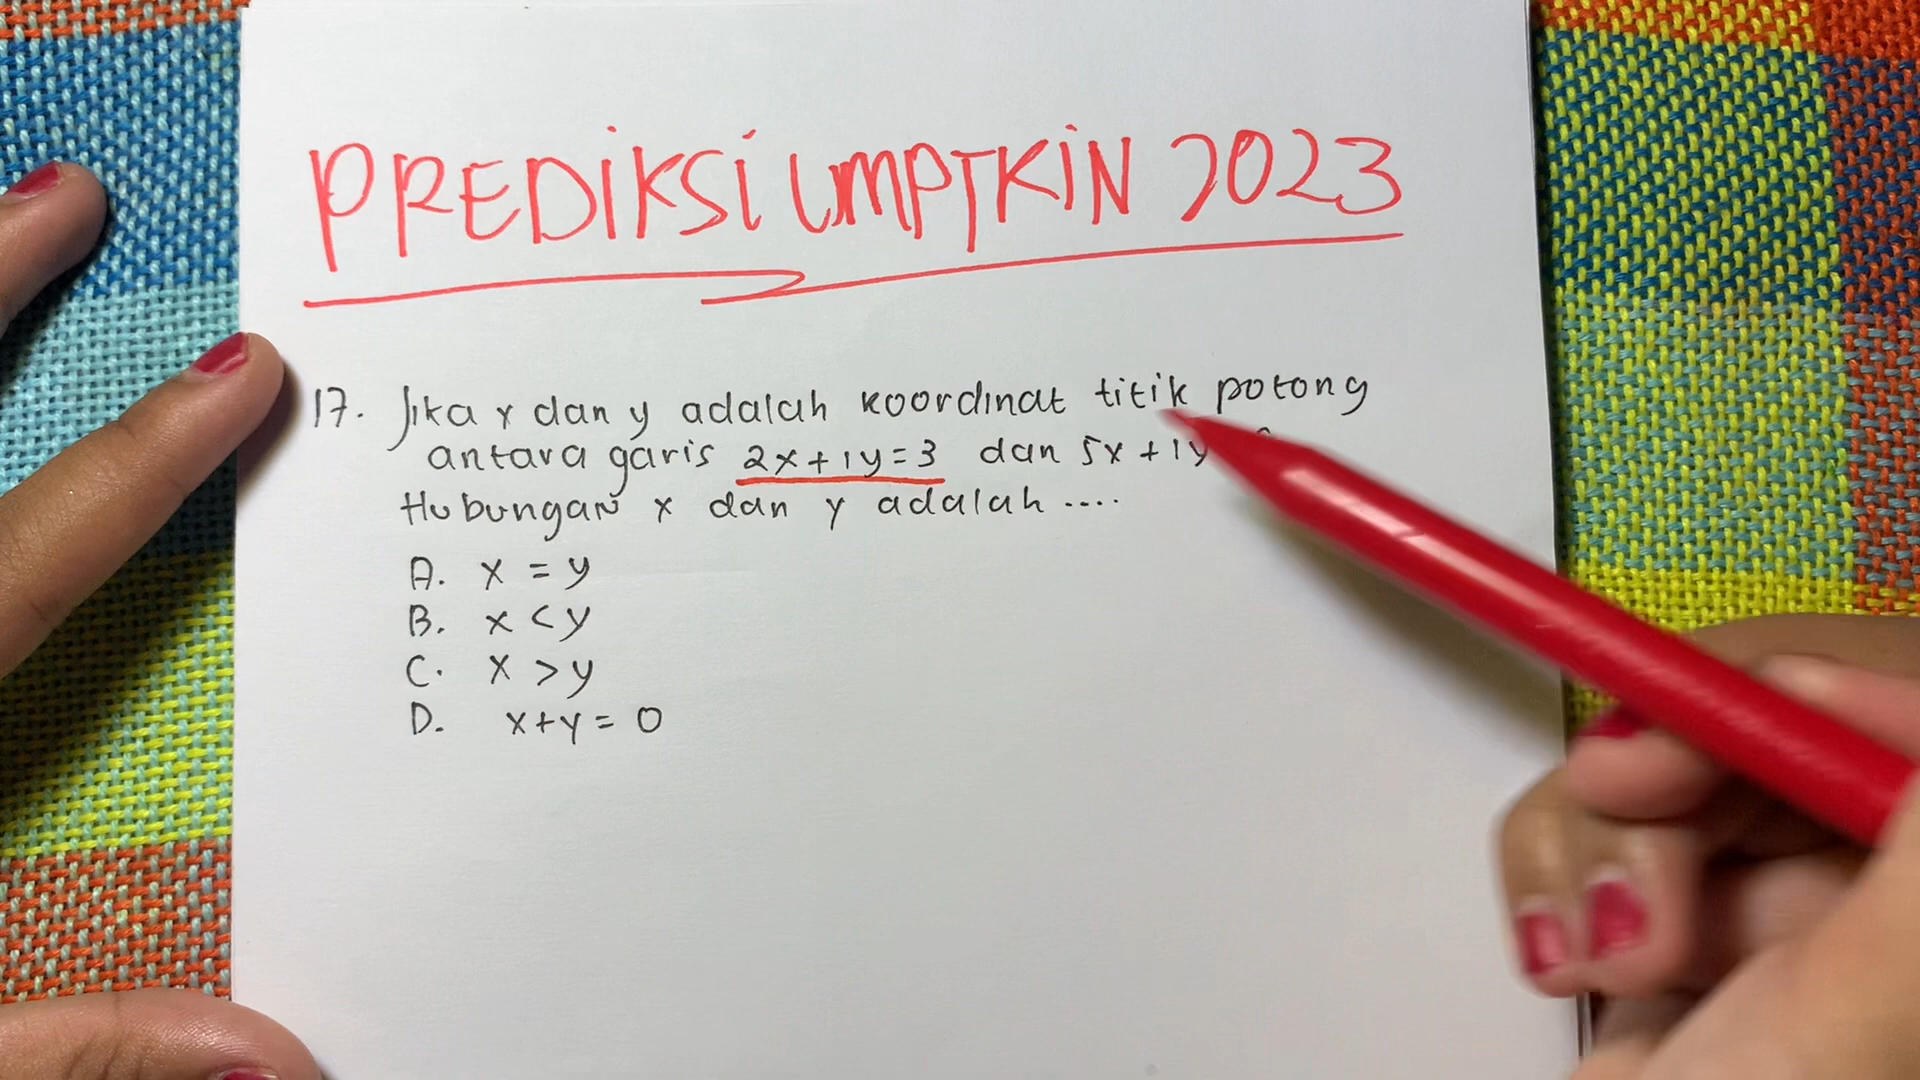 PREDIKSI UMPTKIN 2023
17. Jika x dan y adalah koordinat titik potong
antara garis 2x+1y=3 dan 5x+1y
Hubungan x dan y adalah ....
A. x = y
B. x < y
C. x > y
D. x+y= 0